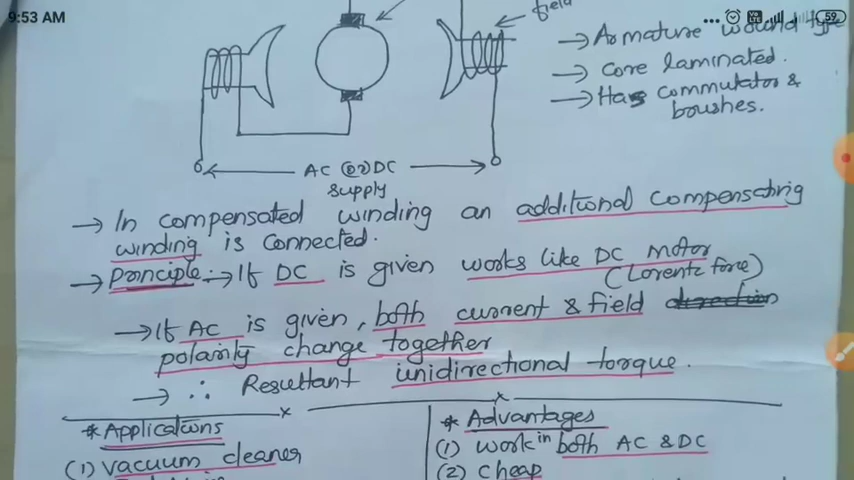 9:53 AM
59
field
→ Armature wound type
→ Core laminated.
→ Has commutator &
brushes.
AC (or) DC
supply
→ In compensated winding an additional compensating
winding is connected.
→ Principle :→ If DC is given works like DC motor
(Lorentz force)
→ If AC is given, both current & field
polarity change together
→ ∴ Resultant unidirectional torque.
* Applications
(1) Vacuum cleaner
* Advantages
(1) work in both AC & DC
(2) Cheap